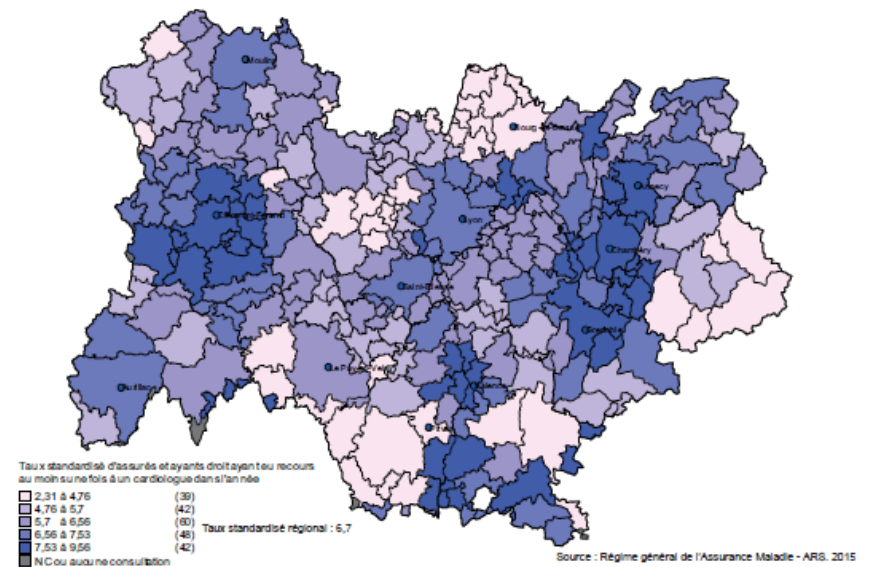 Moulins
Bourg-en-Bresse
Annecy
Clermont-Ferrand
Lyon
Chambéry
Saint-Etienne
Grenoble
Le Puy-en-Velay
Valence
Aurillac
Privas
Taux standardisé d'assurés et ayants droit ayant eu recours
au moins une fois à un cardiologue dans l'année
2,31 à 4,76 (39)
4,76 à 5,7 (42)
5,7 à 6,56 (60)
6,56 à 7,53 (48)
7,53 à 9,56 (42)
NC ou aucune consultation
Taux standardisé régional : 6,7
Source : Régime général de l'Assurance Maladie - ARS. 2015